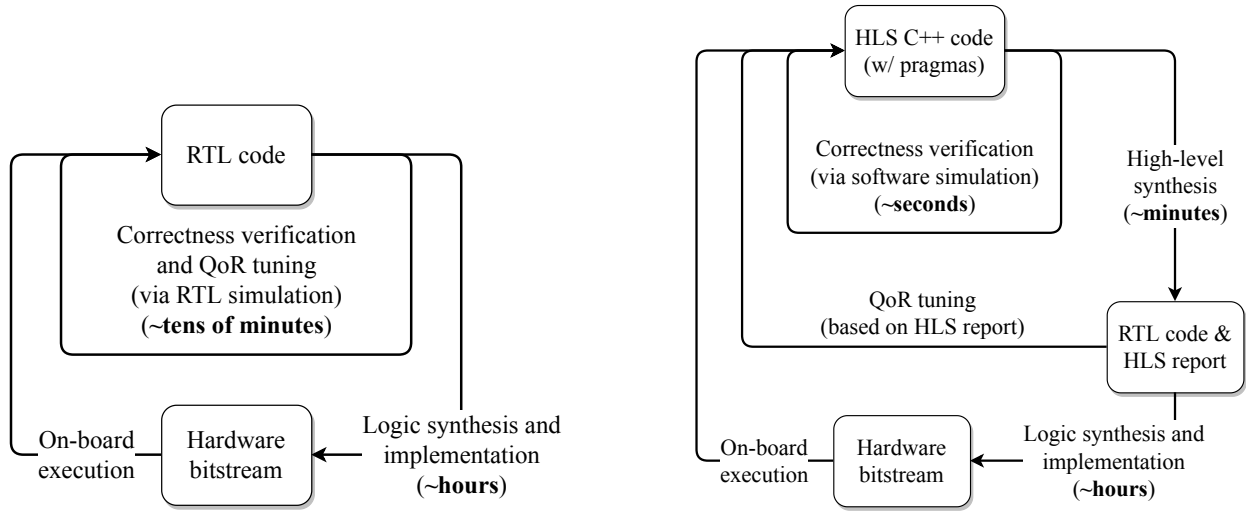 RTL code
Correctness verification
and QoR tuning
(via RTL simulation)
(~tens of minutes)
On-board
execution
Hardware
bitstream
Logic synthesis and
implementation
(~hours)
HLS C++ code
(w/ pragmas)
Correctness verification
(via software simulation)
(~seconds)
High-level
synthesis
(~minutes)
QoR tuning
(based on HLS report)
RTL code &
HLS report
On-board
execution
Hardware
bitstream
Logic synthesis and
implementation
(~hours)